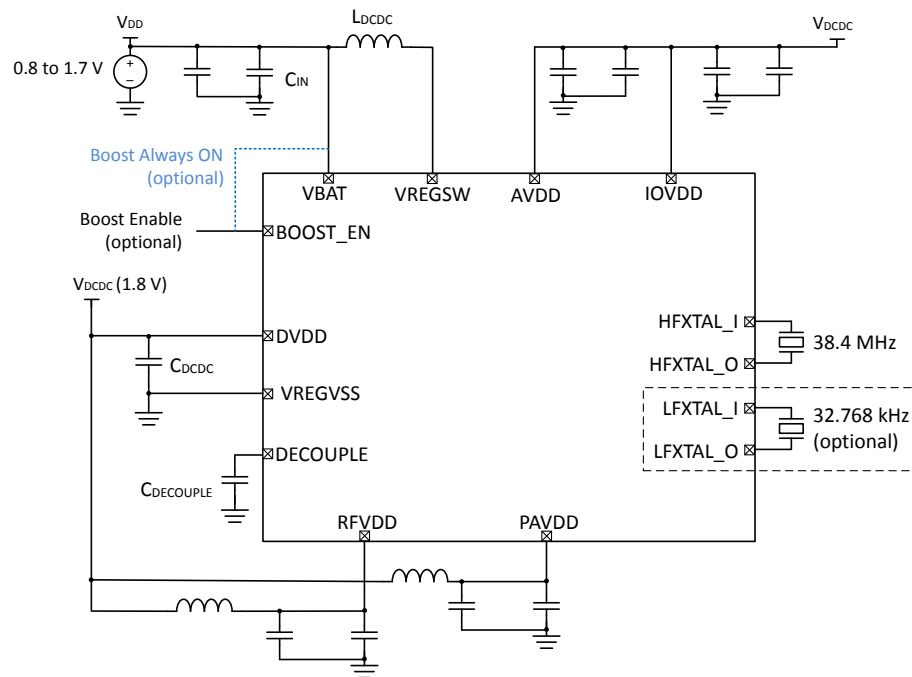 VDD
LDCDC
VDCDC
0.8 to 1.7 V
+
–
CIN
Boost Always ON
(optional)
VBAT
VREGSW
AVDD
IOVDD
Boost Enable
(optional)
BOOST_EN
VDCDC (1.8 V)
DVDD
CDCDC
VREGVSS
DECOUPLE
CDECOUPLE
HFXTAL_I
HFXTAL_O
38.4 MHz
LFXTAL_I
LFXTAL_O
32.768 kHz
(optional)
RFVDD
PAVDD